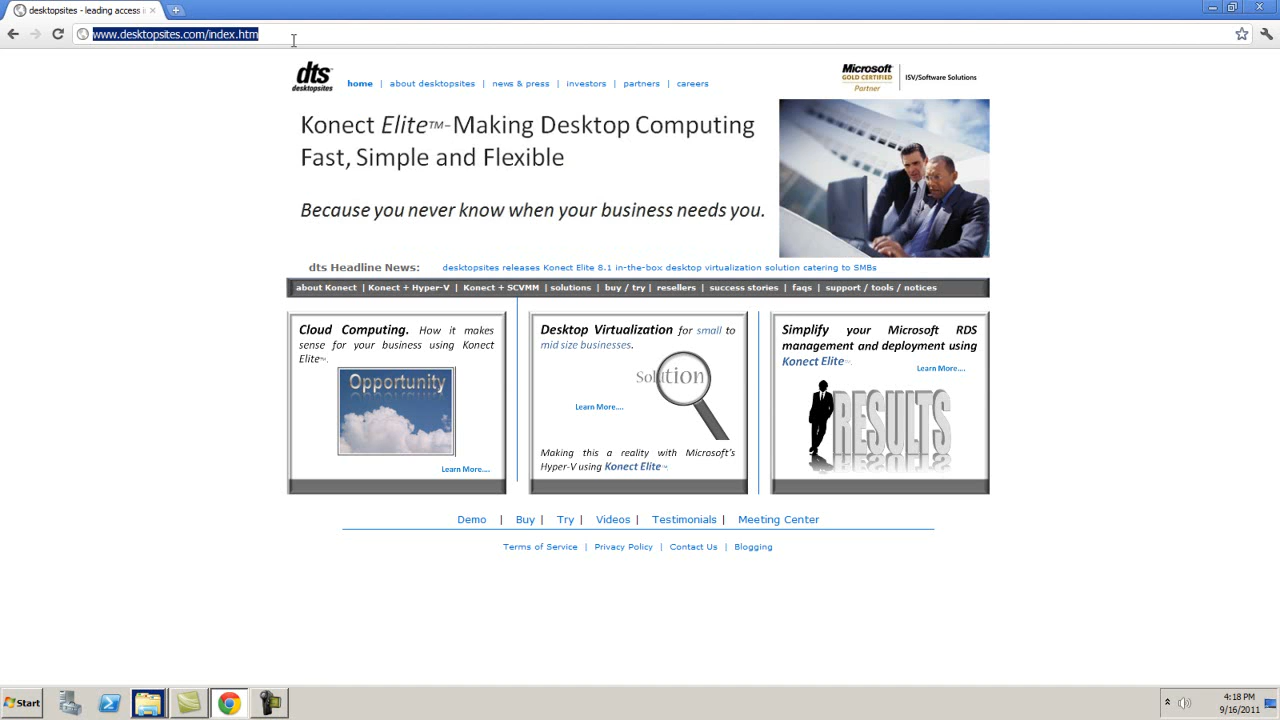 desktopsites - leading access i
www.desktopsites.com/index.htm
dts
desktopsites
home | about desktopsites | news & press | investors | partners | careers
Microsoft
GOLD CERTIFIED
Partner
ISV/Software Solutions
Konect Elite™-Making Desktop Computing
Fast, Simple and Flexible
Because you never know when your business needs you.
dts Headline News: desktopsites releases Konect Elite 8.1 in-the-box desktop virtualization solution catering to SMBs
about Konect | Konect + Hyper-V | Konect + SCVMM | solutions | buy / try | resellers | success stories | faqs | support / tools / notices
Cloud Computing. How it makes
sense for your business using Konect
Elite™.
Opportunity
Learn More....
Desktop Virtualization for small to
mid size businesses.
Solution
Learn More....
Making this a reality with Microsoft's
Hyper-V using Konect Elite™.
Simplify your Microsoft RDS
management and deployment using
Konect Elite™.
Learn More....
RESULTS
Demo | Buy | Try | Videos | Testimonials | Meeting Center
Terms of Service | Privacy Policy | Contact Us | Blogging
Start
4:18 PM
9/16/2011